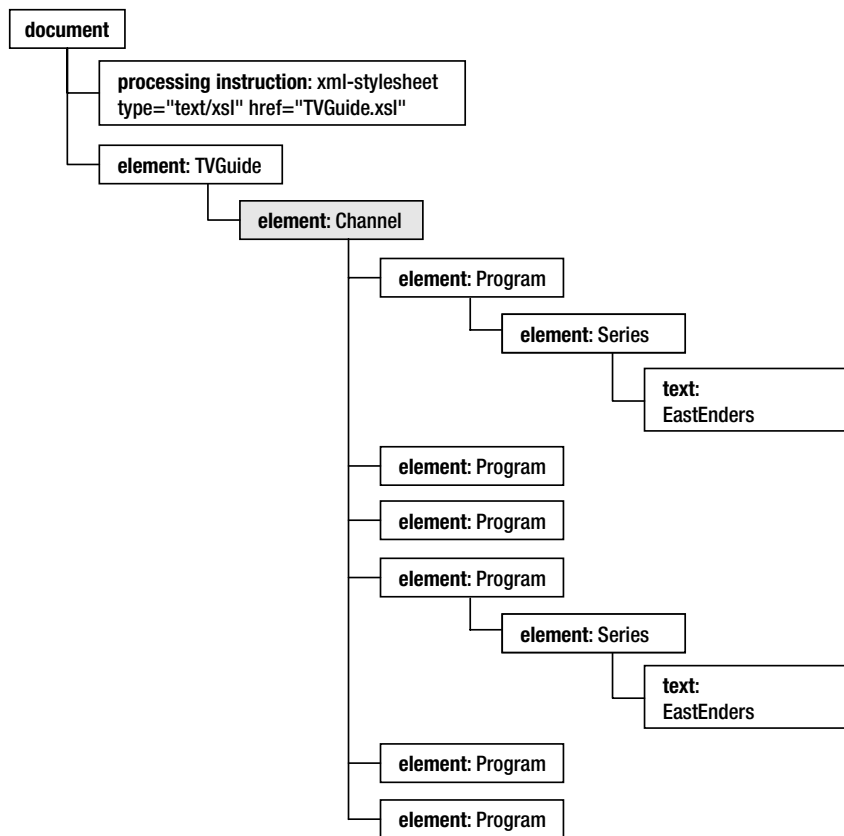 document
processing instruction: xml-stylesheet
type="text/xsl" href="TVGuide.xsl"
element: TVGuide
element: Channel
element: Program
element: Series
text:
EastEnders
element: Program
element: Program
element: Program
element: Series
text:
EastEnders
element: Program
element: Program